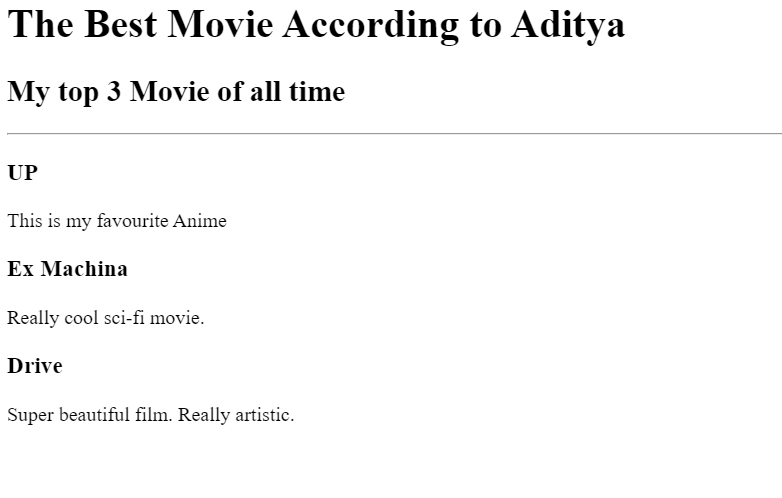 The Best Movie According to Aditya
My top 3 Movie of all time
UP
This is my favourite Anime
Ex Machina
Really cool sci-fi movie.
Drive
Super beautiful film. Really artistic.